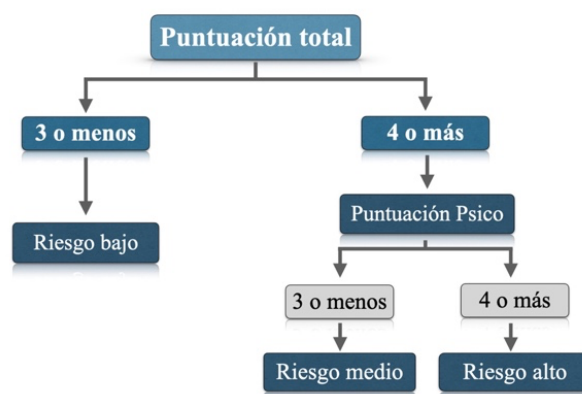 Puntuación total
3 o menos
4 o más
Riesgo bajo
Puntuación Psico
3 o menos
4 o más
Riesgo medio
Riesgo alto